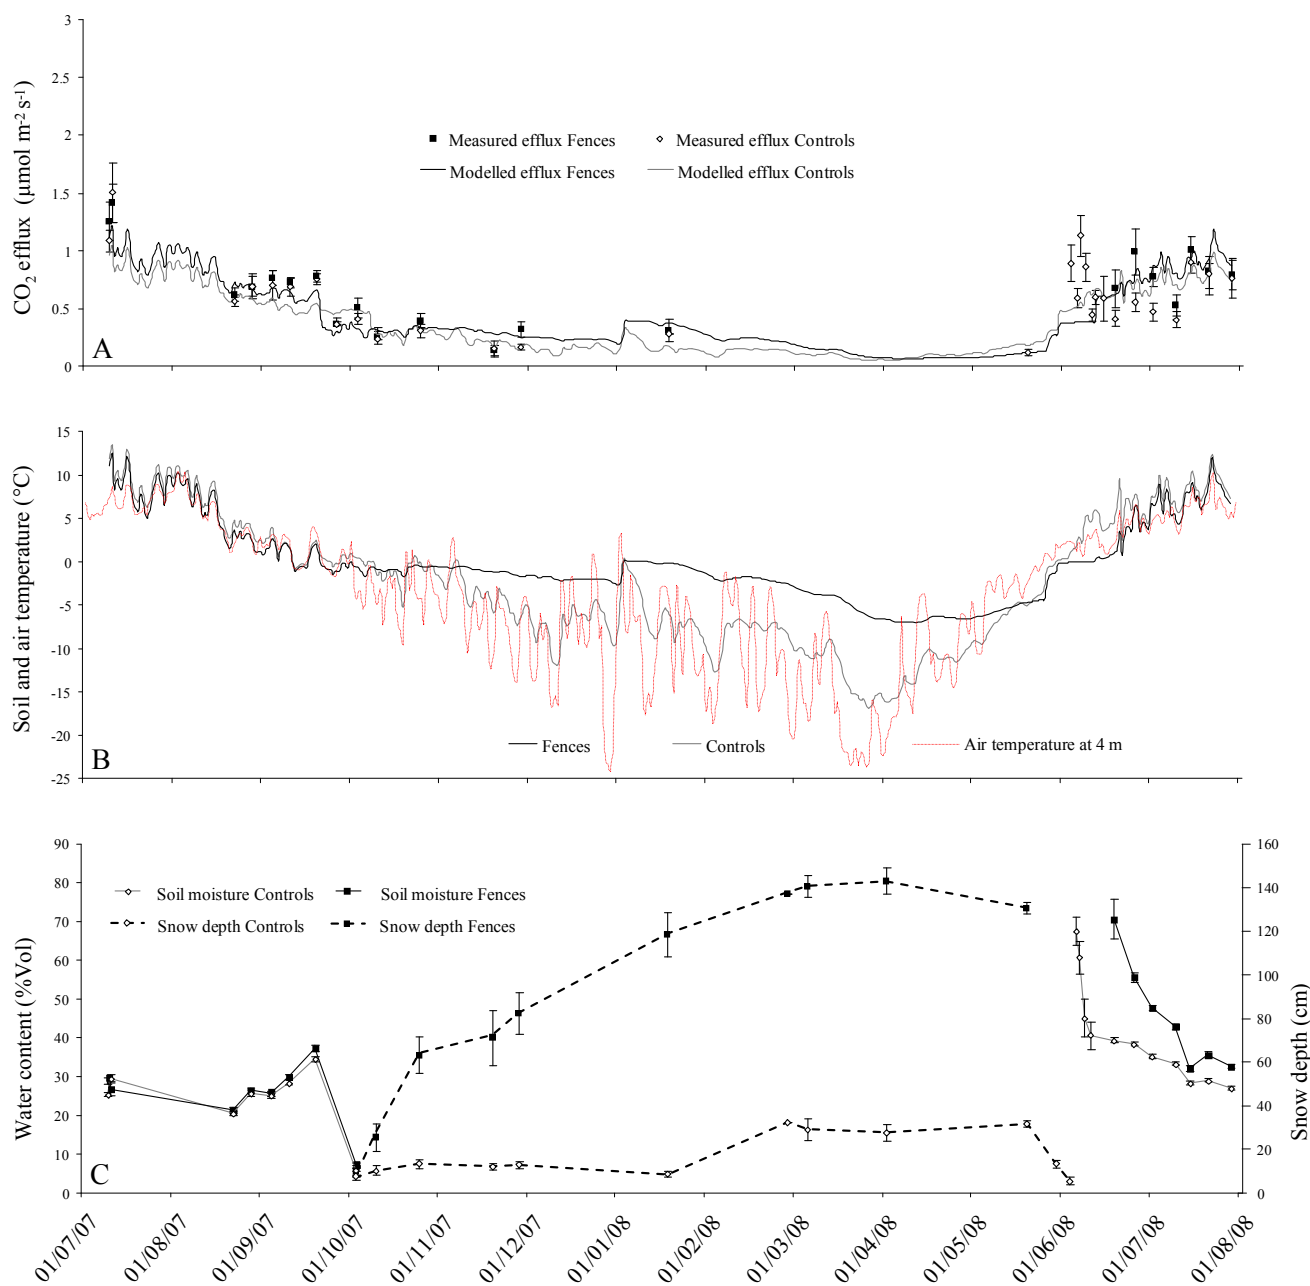 3
2.5
2
1.5
1
0.5
0
CO2 efflux (µmol m-2 s-1)
Measured efflux Fences
Measured efflux Controls
Modelled efflux Fences
Modelled efflux Controls
A
15
10
5
0
-5
-10
-15
-20
-25
Soil and air temperature (°C)
Fences
Controls
Air temperature at 4 m
B
90
80
70
60
50
40
30
20
10
0
Water content (%Vol)
Soil moisture Controls
Soil moisture Fences
Snow depth Controls
Snow depth Fences
160
140
120
100
80
60
40
20
0
Snow depth (cm)
C
01/07/07
01/08/07
01/09/07
01/10/07
01/11/07
01/12/07
01/01/08
01/02/08
01/03/08
01/04/08
01/05/08
01/06/08
01/07/08
01/08/08